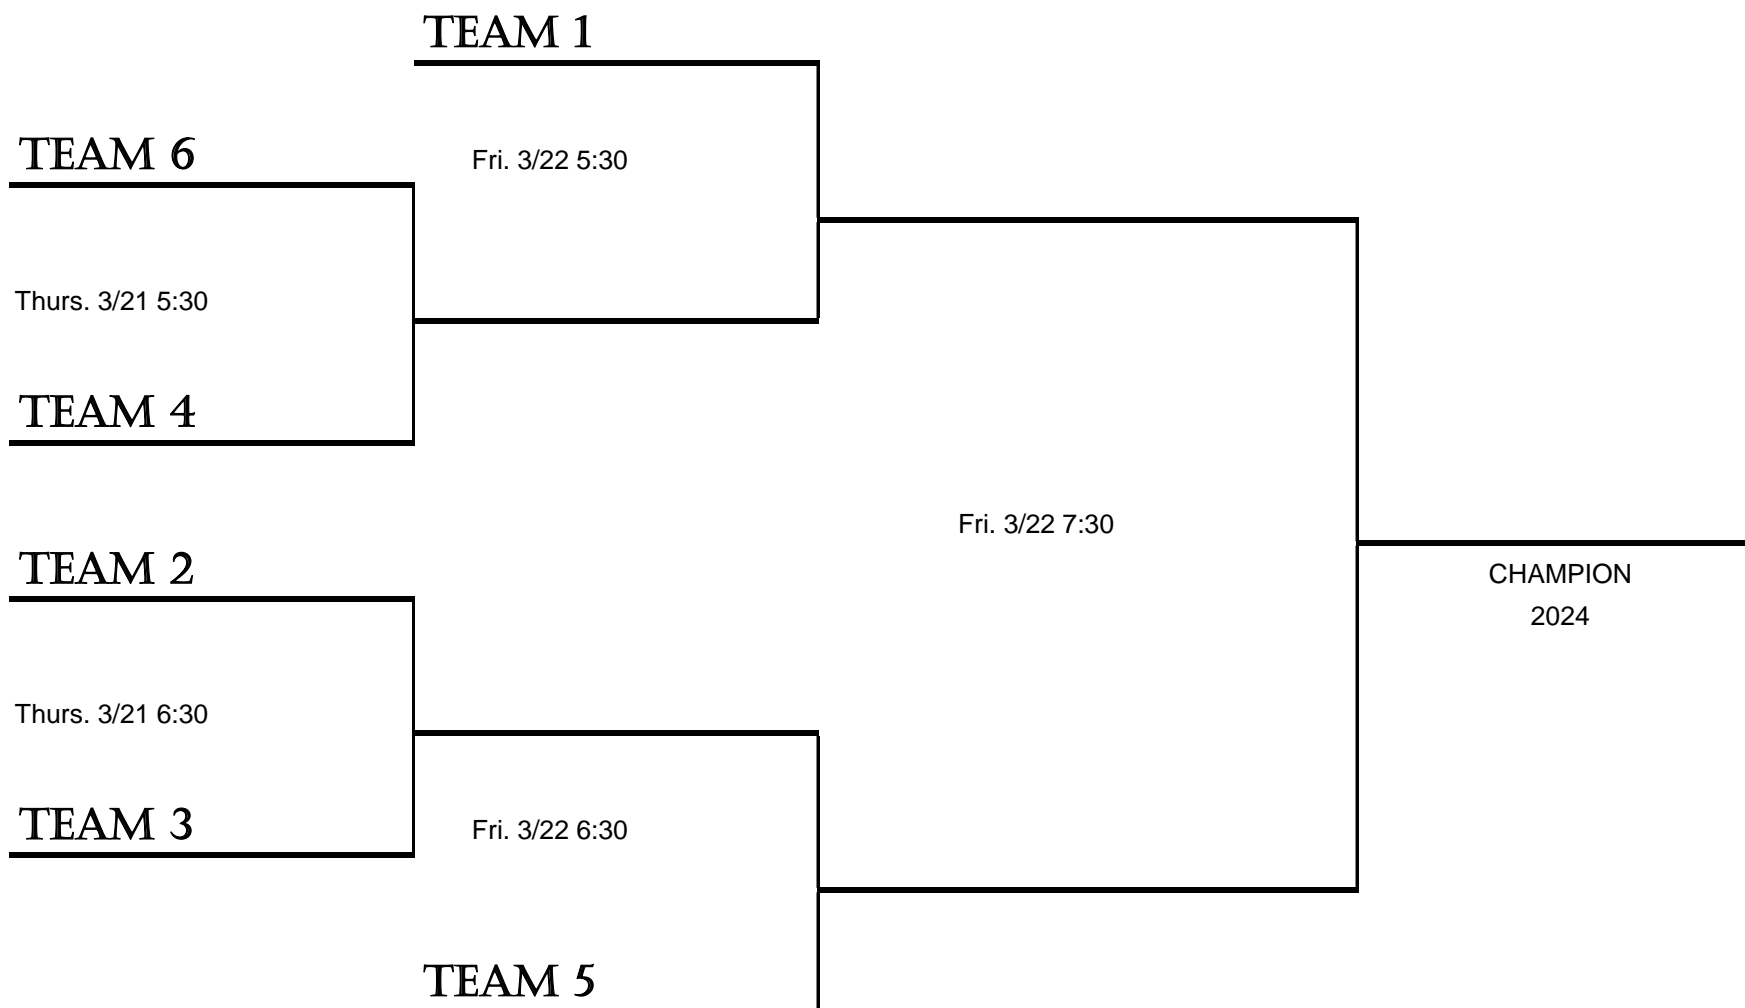 TEAM 1
TEAM 6
Fri. 3/22 5:30
Thurs. 3/21 5:30
TEAM 4
Fri. 3/22 7:30
TEAM 2
CHAMPION
2024
Thurs. 3/21 6:30
TEAM 3
Fri. 3/22 6:30
TEAM 5